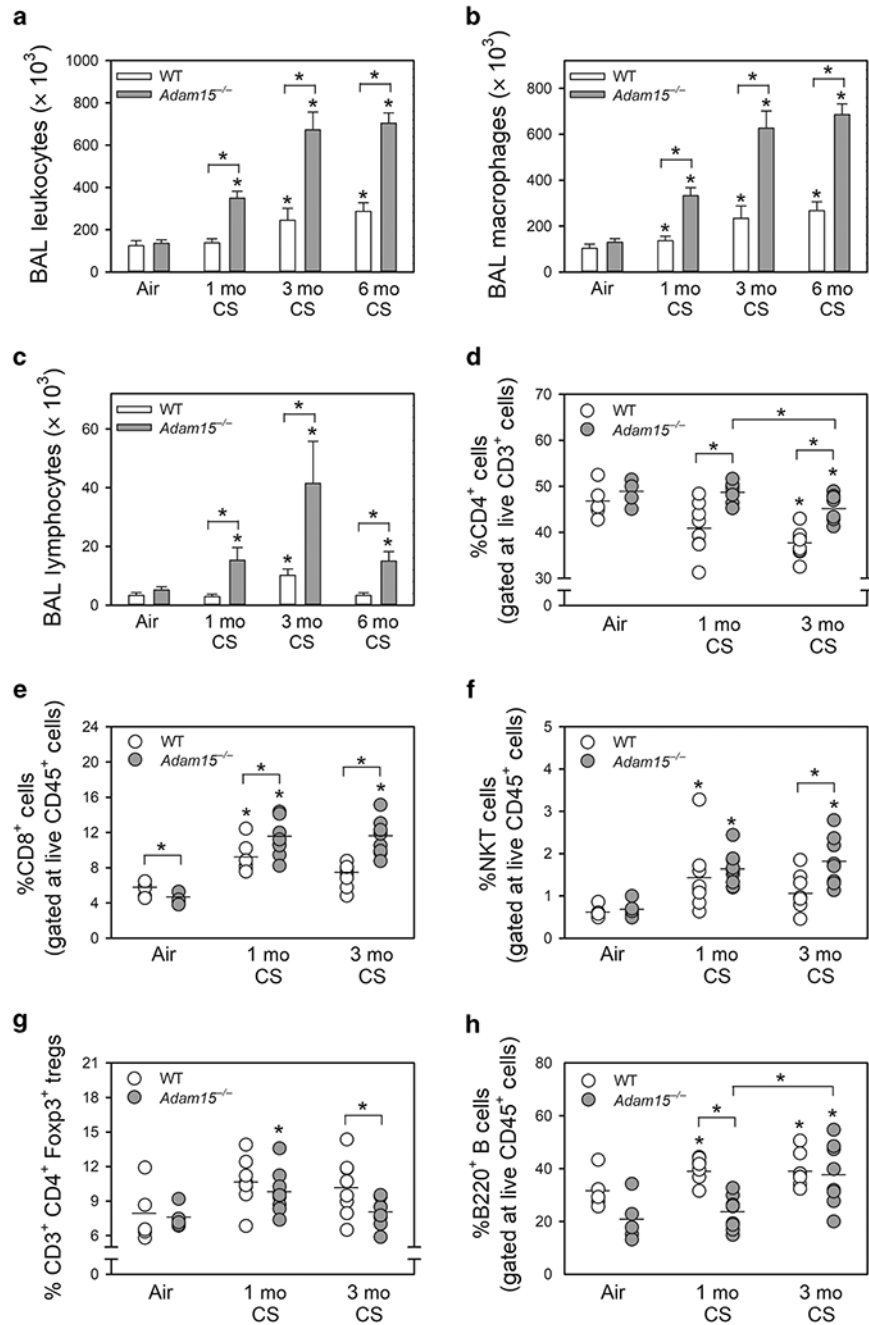 a
BAL leukocytes (× 10³)
1000
800
600
400
200
0
WT
Adam15⁻/⁻
*
*
*
*
*
*
*
*
Air
1 mo
3 mo
6 mo
CS
CS
CS
b
BAL macrophages (× 10³)
800
600
400
200
0
WT
Adam15⁻/⁻
*
*
*
*
*
*
*
*
*
Air
1 mo
3 mo
6 mo
CS
CS
CS
c
BAL lymphocytes (× 10³)
60
40
20
0
WT
Adam15⁻/⁻
*
*
*
*
*
*
*
Air
1 mo
3 mo
6 mo
CS
CS
CS
d
%CD4⁺ cells
(gated at live CD3⁺ cells)
70
60
50
40
30
0
WT
Adam15⁻/⁻
*
*
*
*
*
Air
1 mo
3 mo
CS
CS
e
%CD8⁺ cells
(gated at live CD45⁺ cells)
24
20
16
12
8
4
0
WT
Adam15⁻/⁻
*
*
*
*
*
*
Air
1 mo
3 mo
CS
CS
f
%NKT cells
(gated at live CD45⁺ cells)
5
4
3
2
1
0
WT
Adam15⁻/⁻
*
*
*
*
Air
1 mo
3 mo
CS
CS
g
% CD3⁺ CD4⁺ Foxp3⁺ tregs
21
18
15
12
9
6
0
WT
Adam15⁻/⁻
*
*
Air
1 mo
3 mo
CS
CS
h
%B220⁺ B cells
(gated at live CD45⁺ cells)
80
60
40
20
0
WT
Adam15⁻/⁻
*
*
*
*
*
Air
1 mo
3 mo
CS
CS